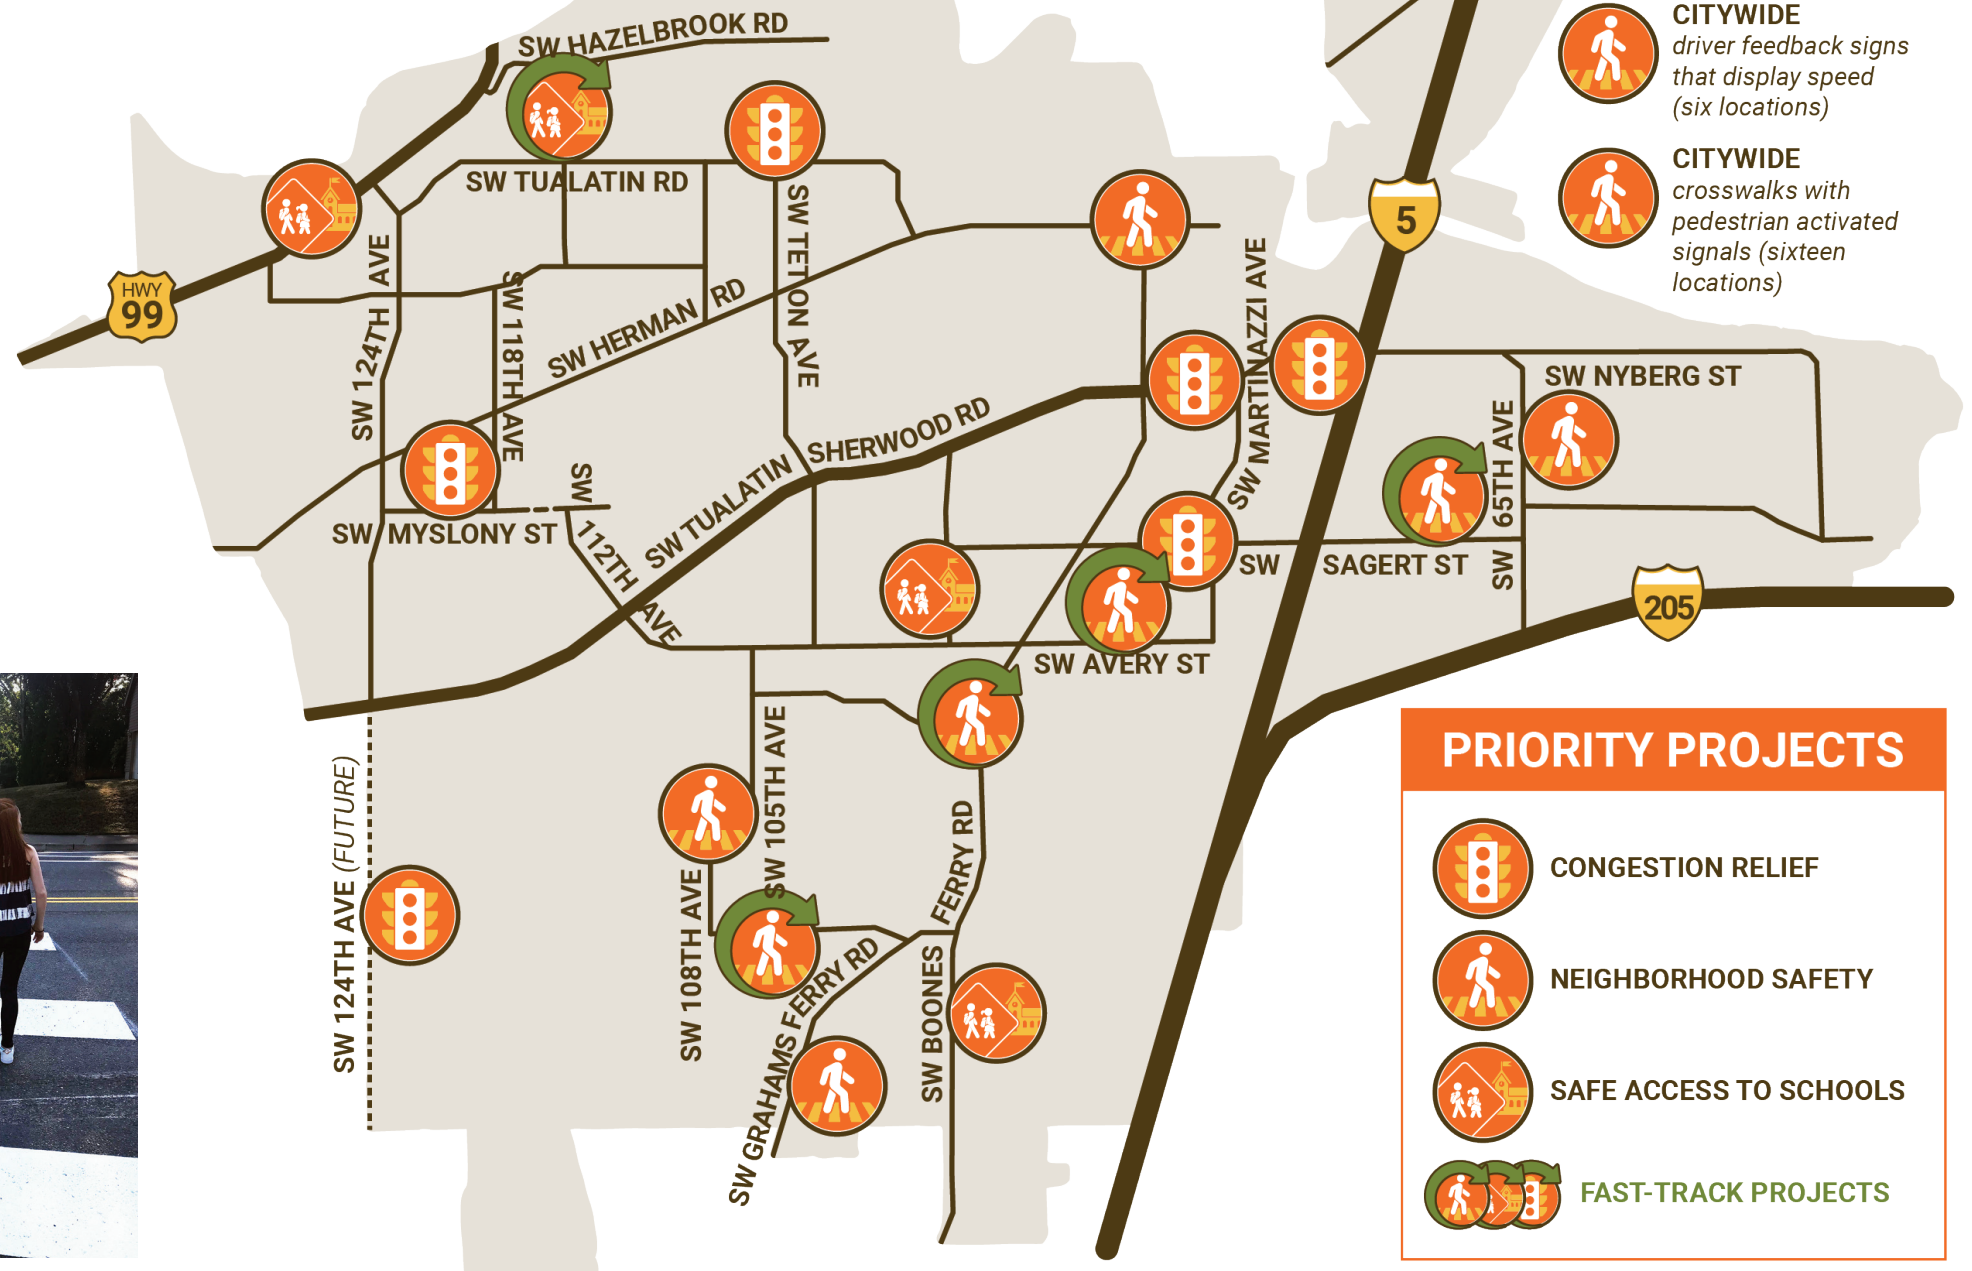 CITYWIDE
driver feedback signs
that display speed
(six locations)
CITYWIDE
crosswalks with
pedestrian activated
signals (sixteen
locations)
SW HAZELBROOK RD
SW TUALATIN RD
SW TETON AVE
HWY
99
SW 124TH AVE
SW 118TH AVE
SW HERMAN RD
SW MARTINAZZI AVE
5
SW NYBERG ST
SW TUALATIN SHERWOOD RD
SW MYSLONY ST
SW 112TH AVE
SW SAGERT ST
SW 65TH AVE
205
SW AVERY ST
SW 124TH AVE (FUTURE)
SW 105TH AVE
SW 108TH AVE
SW GRAHAMS FERRY RD
SW BOONES FERRY RD
PRIORITY PROJECTS
CONGESTION RELIEF
NEIGHBORHOOD SAFETY
SAFE ACCESS TO SCHOOLS
FAST-TRACK PROJECTS